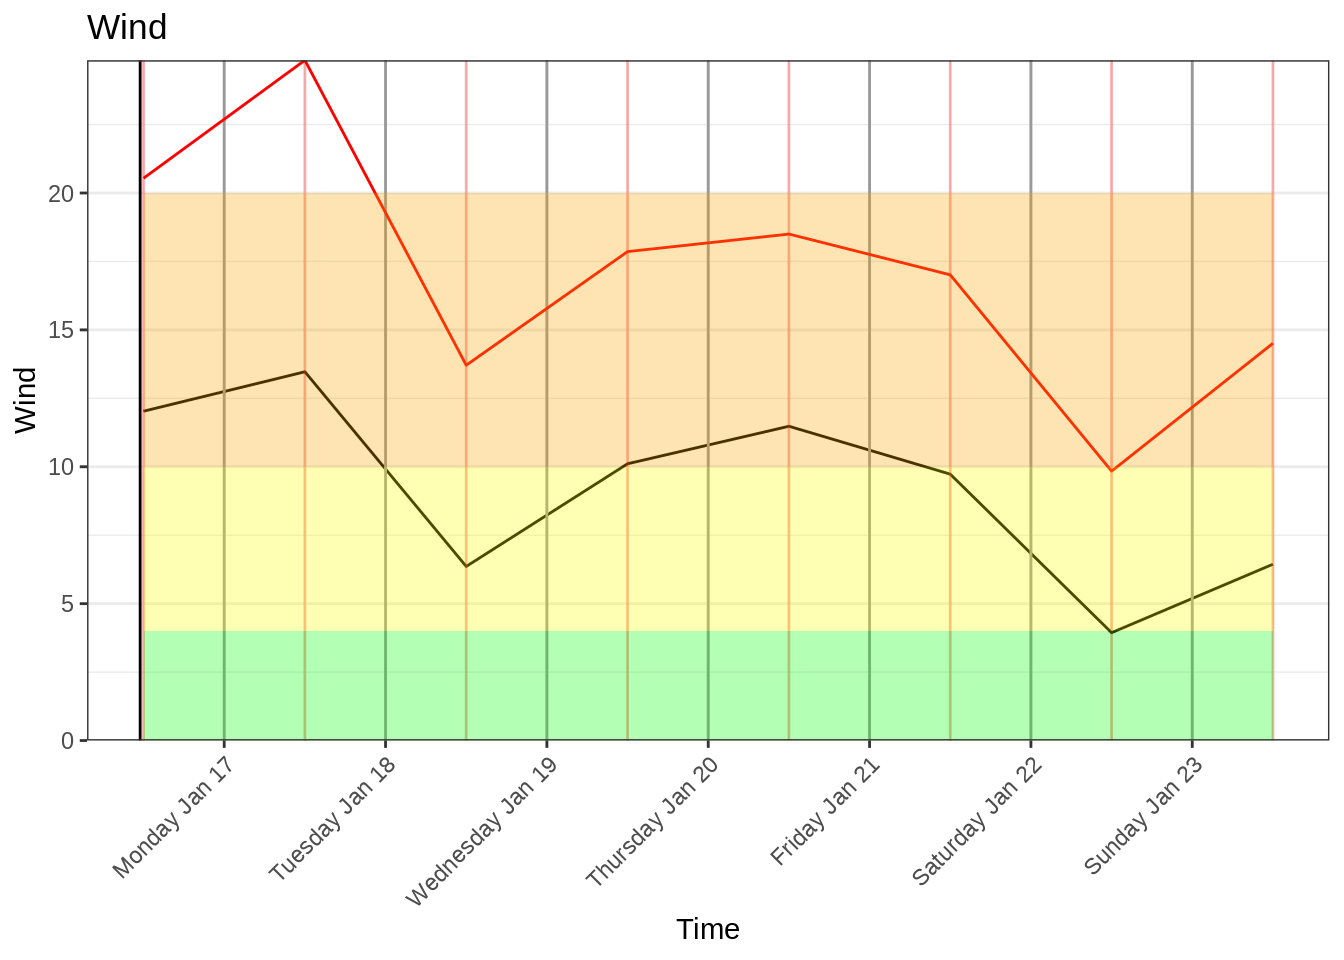 Wind
Wind
20
15
10
5
0
Monday Jan 17
Tuesday Jan 18
Wednesday Jan 19
Thursday Jan 20
Friday Jan 21
Saturday Jan 22
Sunday Jan 23
Time